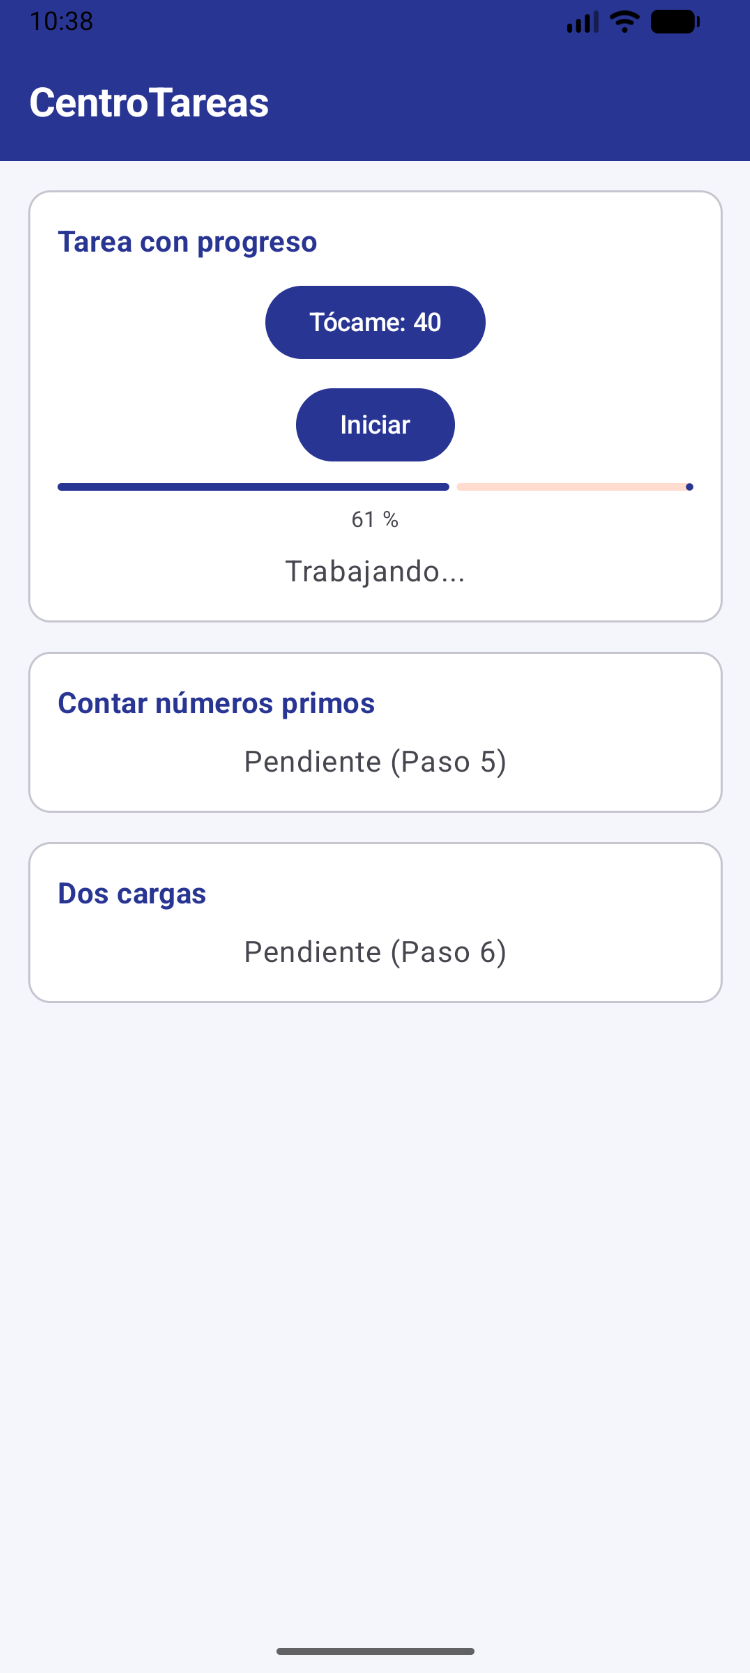 10:38
CentroTareas
Tarea con progreso
Tócame: 40
Iniciar
61 %
Trabajando...
Contar números primos
Pendiente (Paso 5)
Dos cargas
Pendiente (Paso 6)